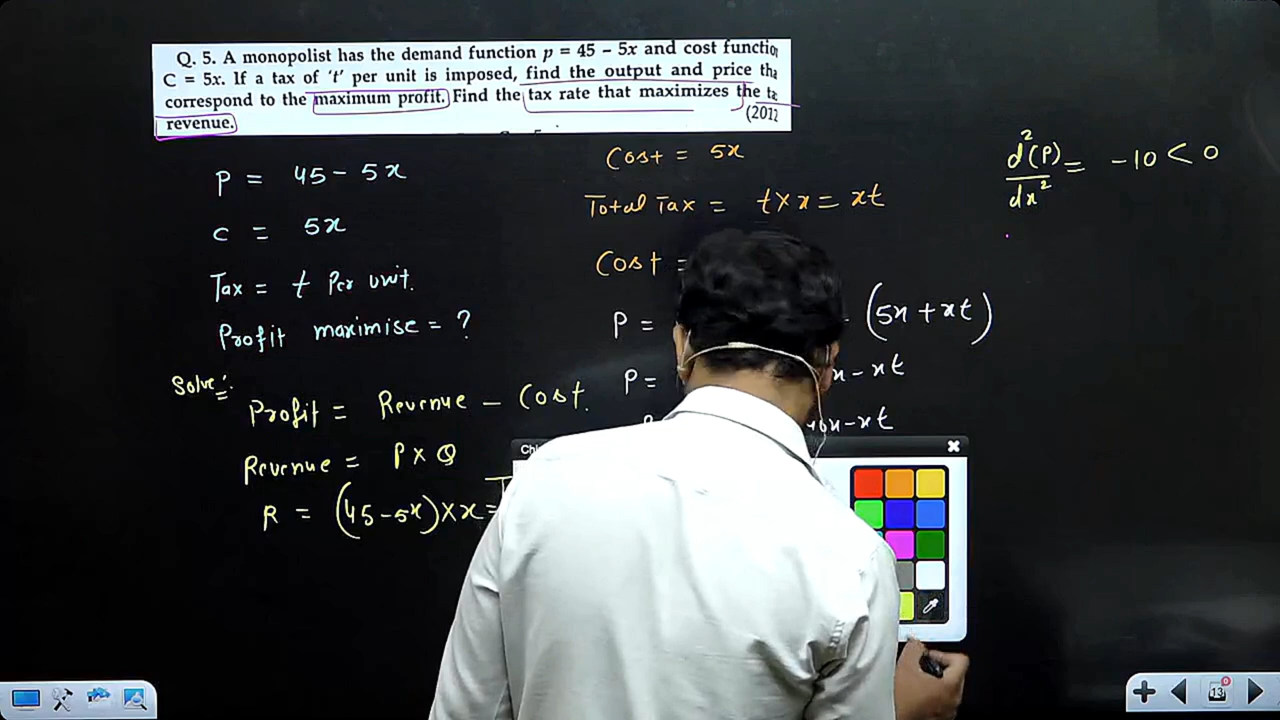 Q. 5. A monopolist has the demand function p = 45 – 5x and cost functio
C = 5x. If a tax of 't' per unit is imposed, find the output and price tha
correspond to the maximum profit. Find the tax rate that maximizes the ta
revenue.
(2012
P = 45 - 5x
C = 5x
Tax = t Per unit.
Profit maximise = ?
Solve :-
Profit = Revenue - Cost.
Revenue = P × Q
R = (45-5x)×x =
Cost = 5x
Total Tax = t×x = xt
Cost =
P = - (5x + xt)
P = x - xt
x - xt
Ch
d²(P)/dx² = -10 < 0
13
0